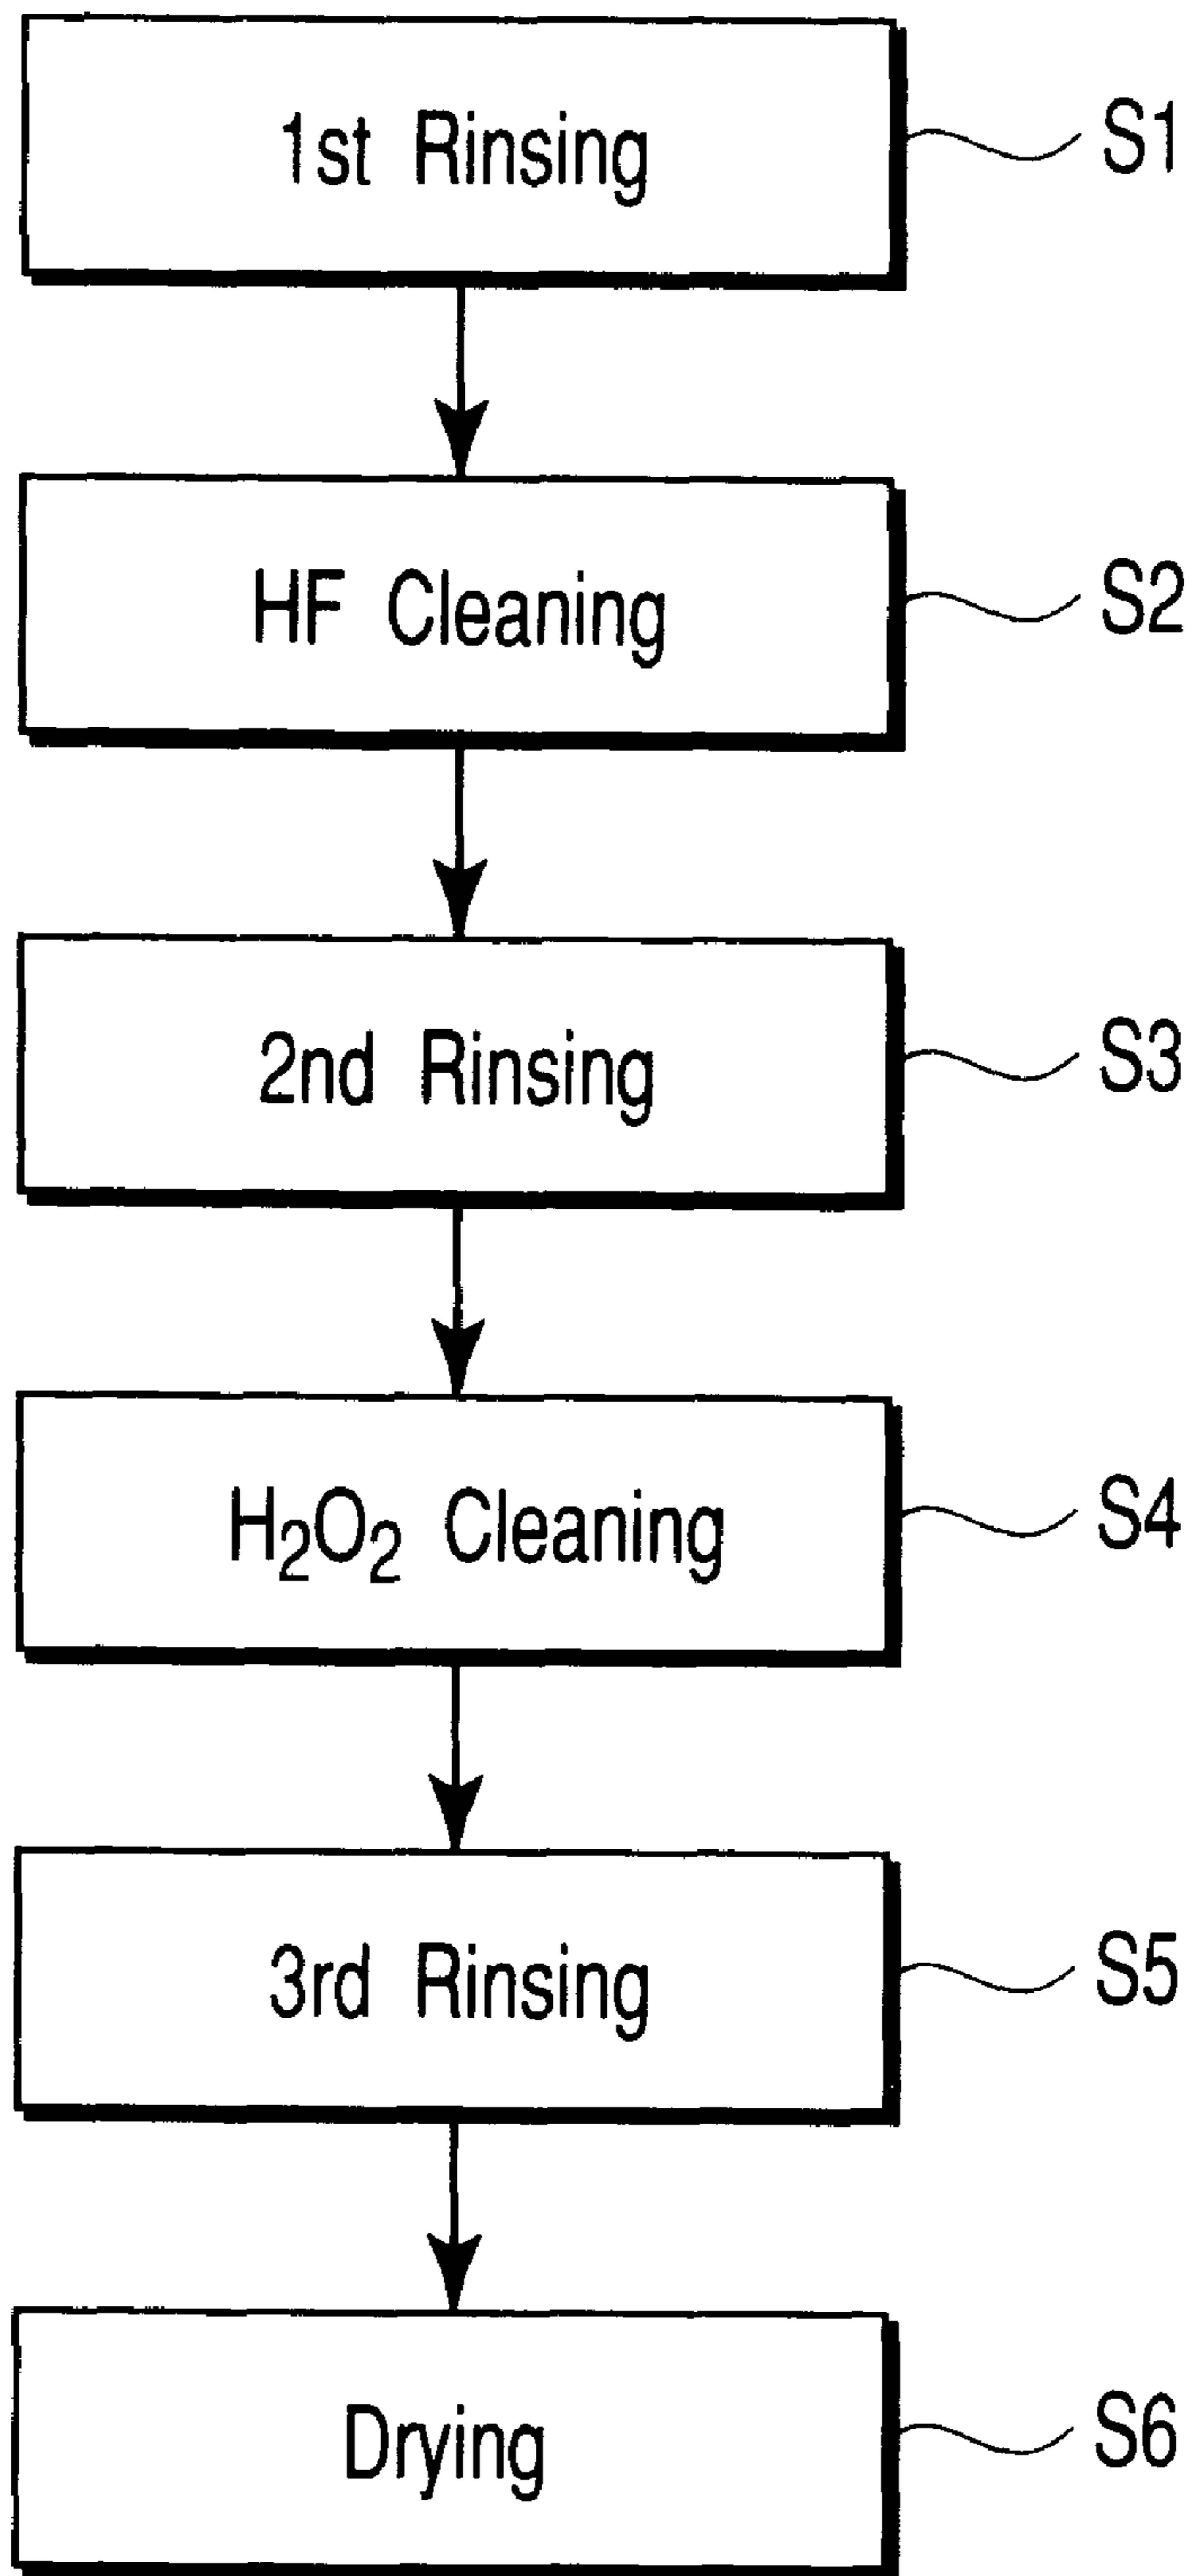 1st Rinsing S1
HF Cleaning S2
2nd Rinsing S3
H₂O₂ Cleaning S4
3rd Rinsing S5
Drying S6